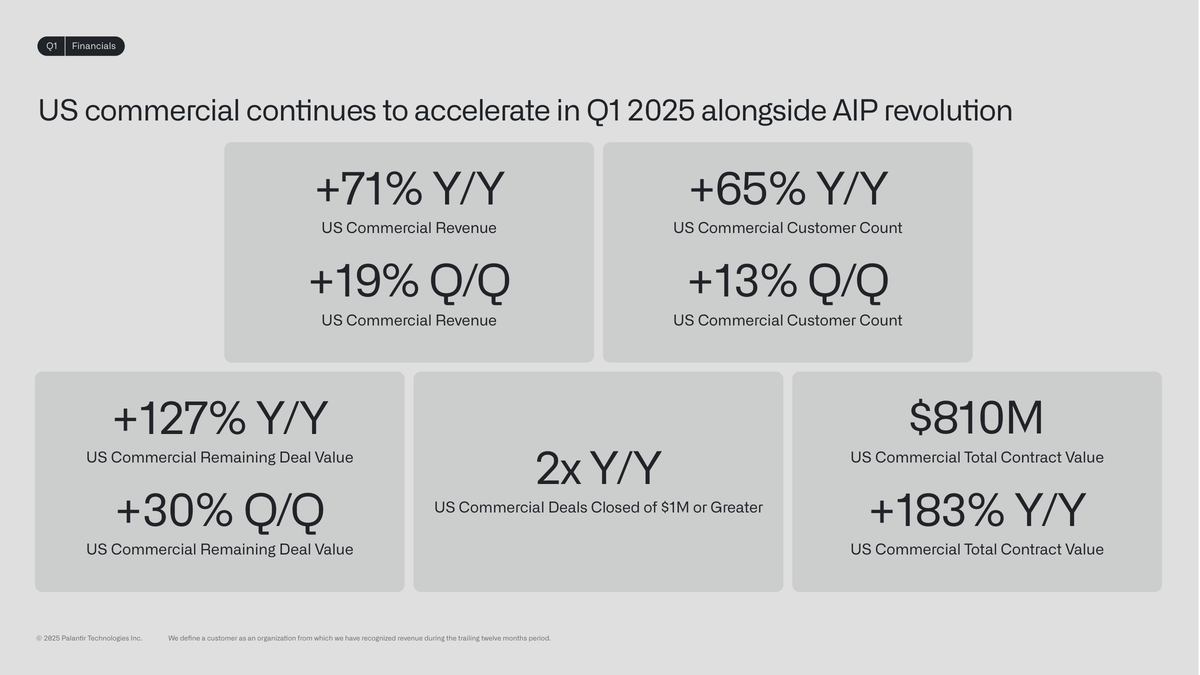 Q1 Financials
US commercial continues to accelerate in Q1 2025 alongside AIP revolution
+71% Y/Y
US Commercial Revenue
+19% Q/Q
US Commercial Revenue
+65% Y/Y
US Commercial Customer Count
+13% Q/Q
US Commercial Customer Count
+127% Y/Y
US Commercial Remaining Deal Value
+30% Q/Q
US Commercial Remaining Deal Value
2x Y/Y
US Commercial Deals Closed of $1M or Greater
$810M
US Commercial Total Contract Value
+183% Y/Y
US Commercial Total Contract Value
© 2025 Palantir Technologies Inc. We define a customer as an organization from which we have recognized revenue during the trailing twelve months period.